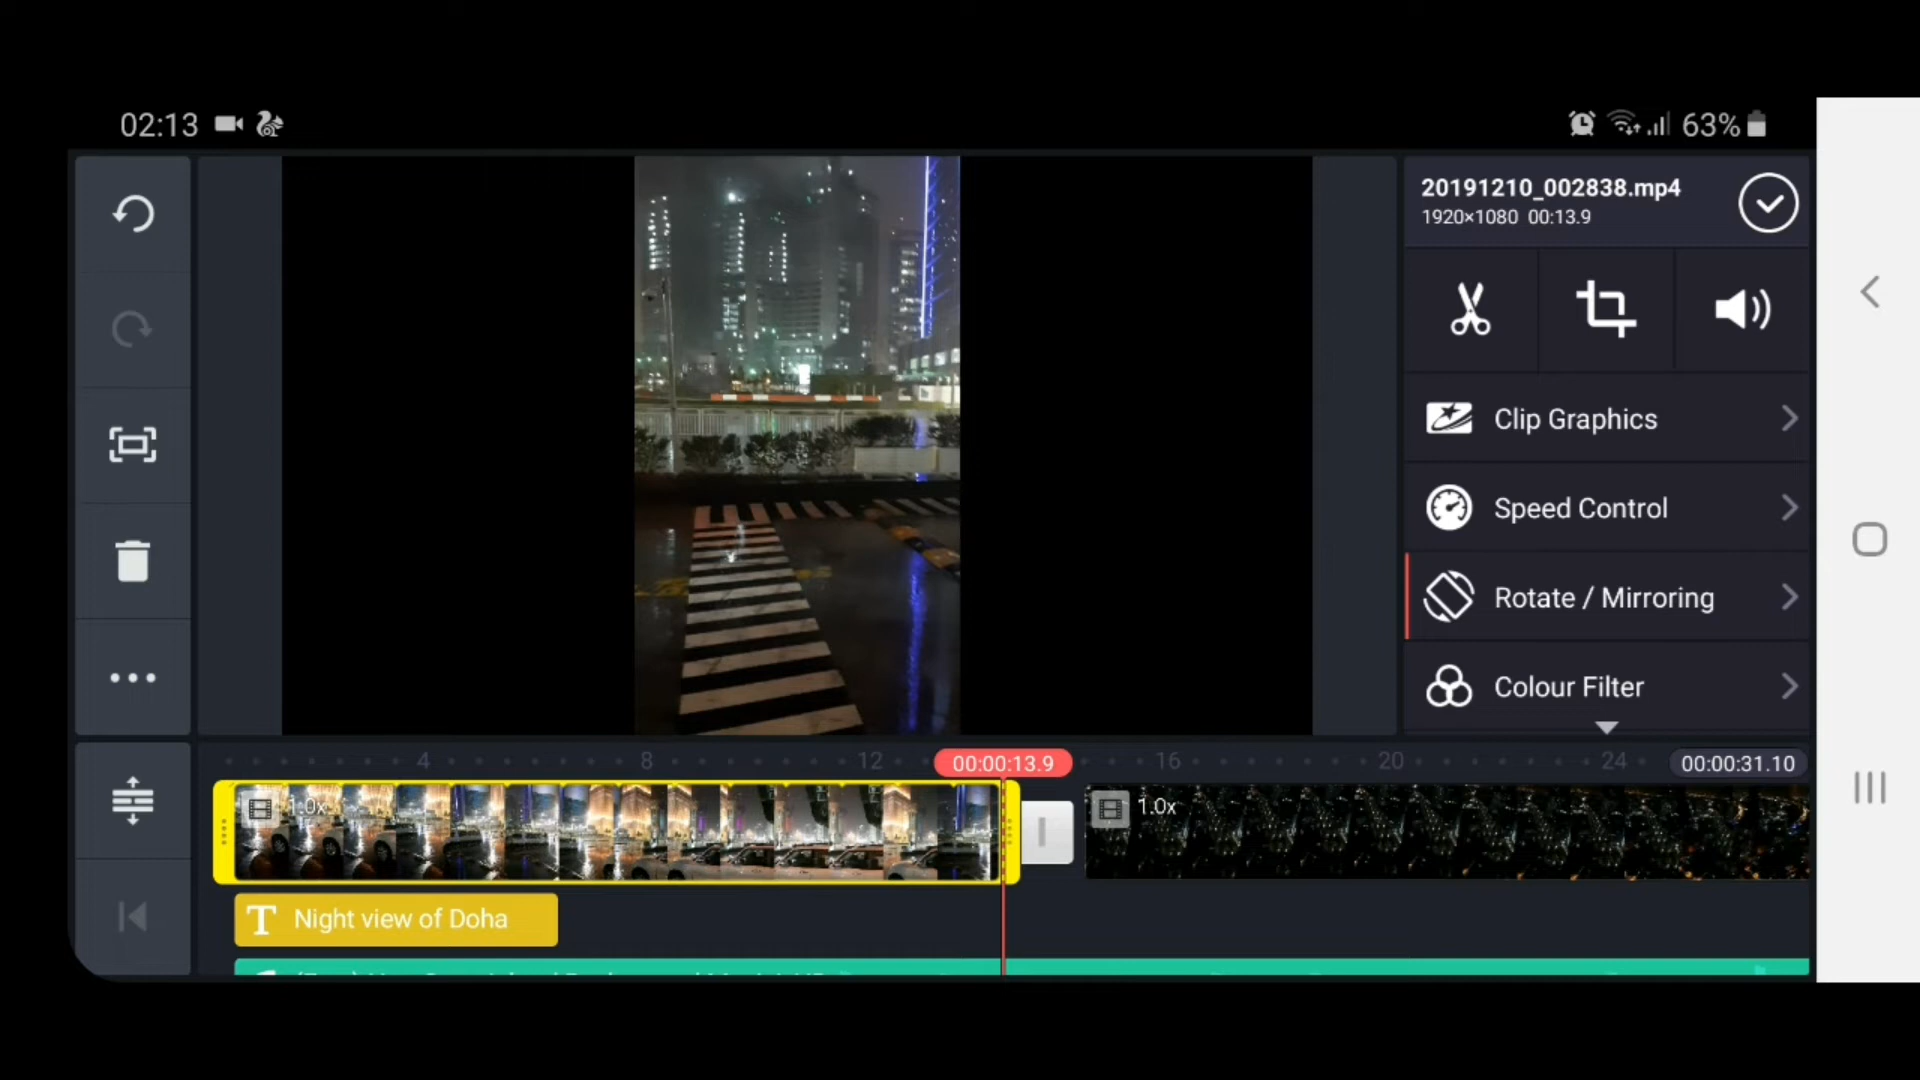 02:13
63%
20191210_002838.mp4
1920×1080 00:13.9
Clip Graphics
Speed Control
Rotate / Mirroring
Colour Filter
4 8 12 00:00:13.9 16 20 24 00:00:31.10
1.0x
1.0x
T Night view of Doha